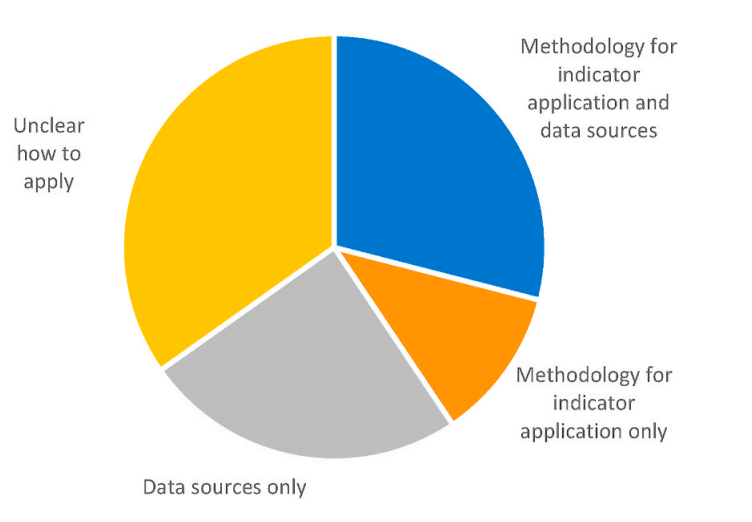 Methodology for
indicator
application and
data sources
Unclear
how to
apply
Methodology for
indicator
application only
Data sources only